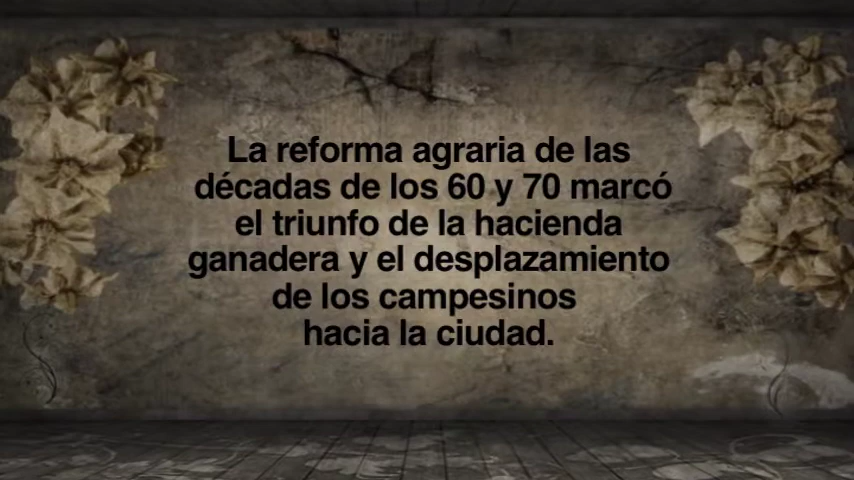 La reforma agraria de las
décadas de los 60 y 70 marcó
el triunfo de la hacienda
ganadera y el desplazamiento
de los campesinos
hacia la ciudad.